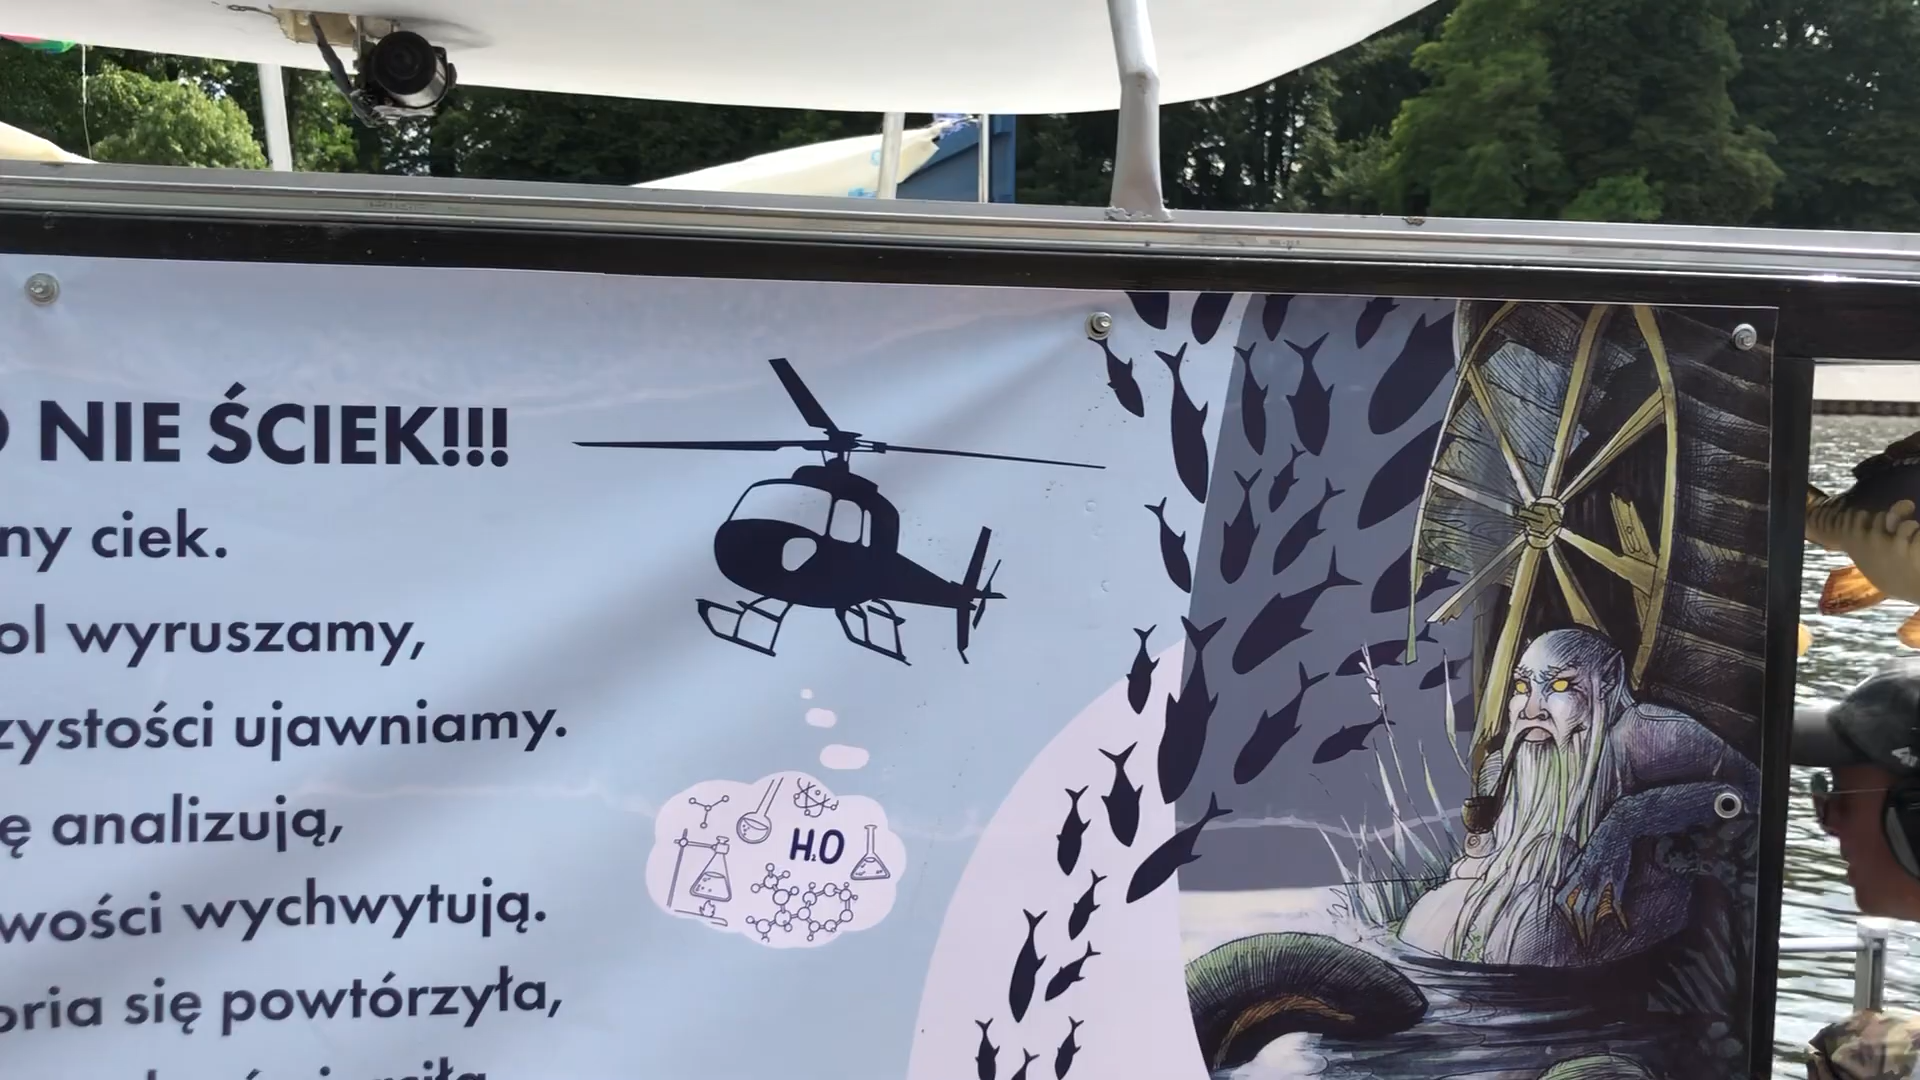 NIE ŚCIEK!!!
ny ciek.
ol wyruszamy,
zystości ujawniamy.
ę analizują,
wości wychwytują.
oria się powtórzyła,
H₂O